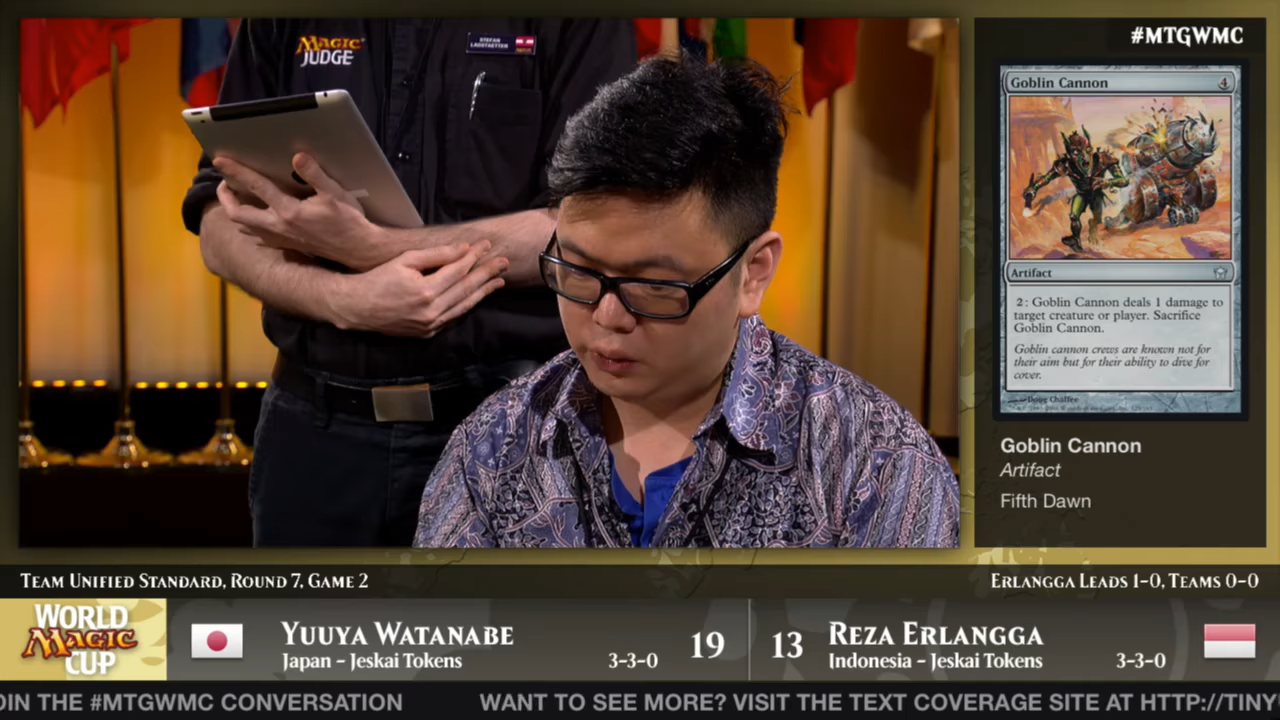 MAGIC
JUDGE
STEFAN
LADSTAETTER
#MTGWMC
Goblin Cannon 4
Artifact
2: Goblin Cannon deals 1 damage to
target creature or player. Sacrifice
Goblin Cannon.
Goblin cannon crews are known not for
their aim but for their ability to dive for
cover.
Doug Chaffee
Goblin Cannon
Artifact
Fifth Dawn
TEAM UNIFIED STANDARD, ROUND 7, GAME 2
ERLANGGA LEADS 1-0, TEAMS 0-0
WORLD
MAGIC
CUP
YUUYA WATANABE
Japan – Jeskai Tokens
3-3-0
19
13
REZA ERLANGGA
Indonesia – Jeskai Tokens
3-3-0
OIN THE #MTGWMC CONVERSATION WANT TO SEE MORE? VISIT THE TEXT COVERAGE SITE AT HTTP://TINY